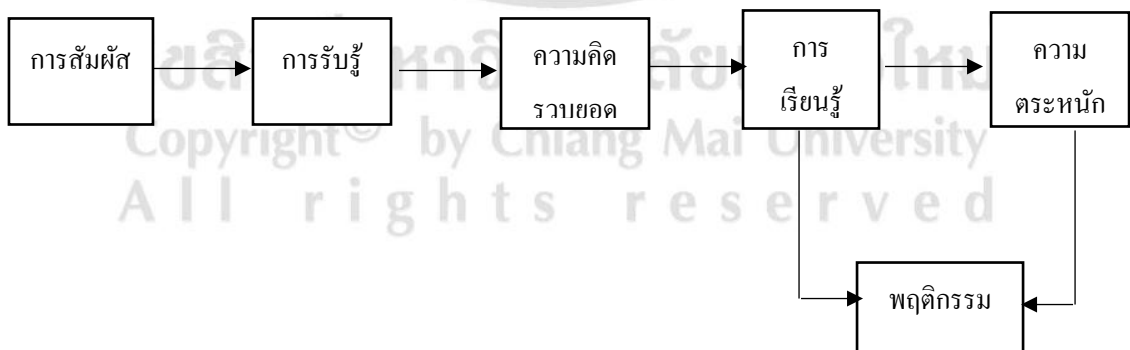 การสัมผัส
การรับรู้
ความคิด
รวบยอด
การ
เรียนรู้
ความ
ตระหนัก
Copyright© by Chiang Mai University
All rights reserved
พฤติกรรม